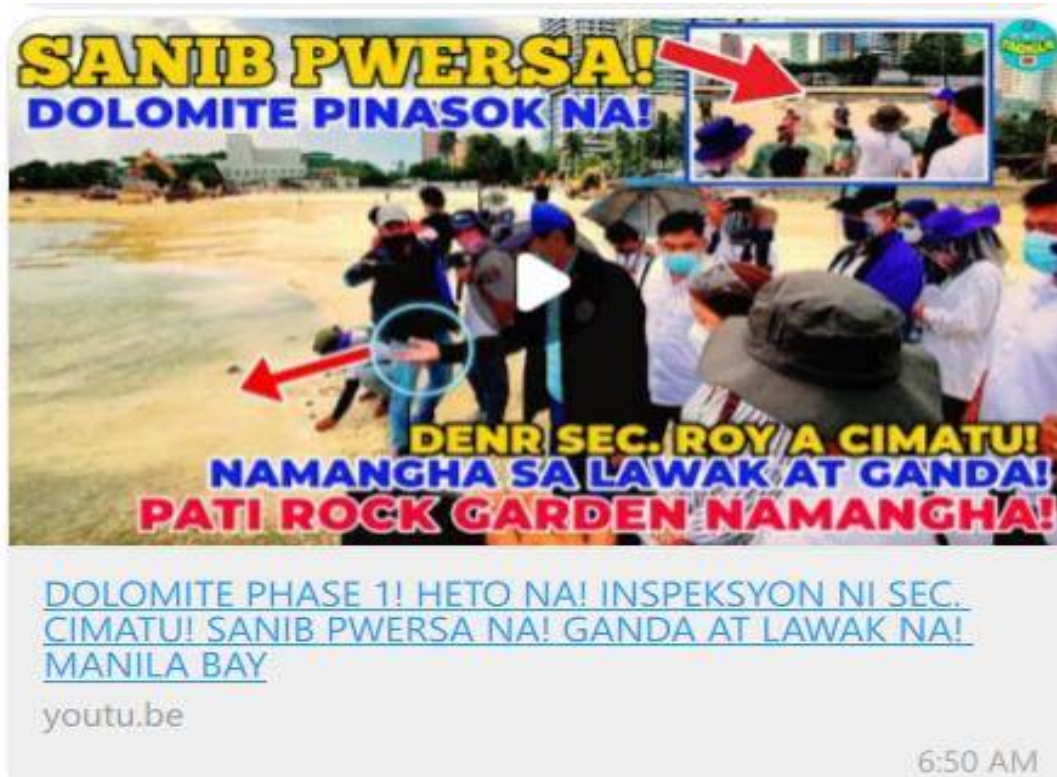 SANIB PWERSA!
DOLOMITE PINASOK NA!
DENR SEC. ROY A CIMATU!
NAMANGHA SA LAWAK AT GANDA!
PATI ROCK GARDEN NAMANGHA!
DOLOMITE PHASE 1! HETO NA! INSPEKSYON NI SEC.
CIMATU! SANIB PWERSA NA! GANDA AT LAWAK NA!
MANILA BAY
youtu.be
6:50 AM